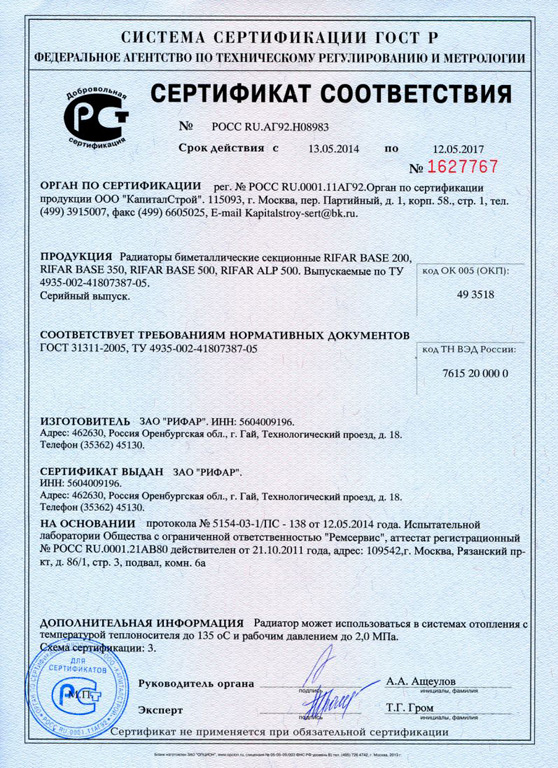 СИСТЕМА СЕРТИФИКАЦИИ ГОСТ Р
ФЕДЕРАЛЬНОЕ АГЕНТСТВО ПО ТЕХНИЧЕСКОМУ РЕГУЛИРОВАНИЮ И МЕТРОЛОГИИ
Добровольная
сертификация
СЕРТИФИКАТ СООТВЕТСТВИЯ
№ РОСС RU.АГ92.Н08983
Срок действия с 13.05.2014 по 12.05.2017
№ 1627767
ОРГАН ПО СЕРТИФИКАЦИИ рег. № РОСС RU.0001.11АГ92.Орган по сертификации
продукции ООО "КапиталСтрой". 115093, г. Москва, пер. Партийный, д. 1, корп. 58., стр. 1, тел.
(499) 3915007, факс (499) 6605025, E-mail Kapitalstroy-sert@bk.ru.
ПРОДУКЦИЯ Радиаторы биметаллические секционные RIFAR BASE 200,
RIFAR BASE 350, RIFAR BASE 500, RIFAR ALP 500. Выпускаемые по ТУ
4935-002-41807387-05.
Серийный выпуск.
код ОК 005 (ОКП):
49 3518
СООТВЕТСТВУЕТ ТРЕБОВАНИЯМ НОРМАТИВНЫХ ДОКУМЕНТОВ
ГОСТ 31311-2005, ТУ 4935-002-41807387-05
код ТН ВЭД России:
7615 20 000 0
ИЗГОТОВИТЕЛЬ ЗАО "РИФАР". ИНН: 5604009196.
Адрес: 462630, Россия Оренбургская обл., г. Гай, Технологический проезд, д. 18.
Телефон (35362) 45130.
СЕРТИФИКАТ ВЫДАН ЗАО "РИФАР".
ИНН: 5604009196.
Адрес: 462630, Россия Оренбургская обл., г. Гай, Технологический проезд, д. 18.
Телефон (35362) 45130.
НА ОСНОВАНИИ протокола № 5154-03-1/ПС - 138 от 12.05.2014 года. Испытательной
лаборатории Общества с ограниченной ответственностью "Ремсервис", аттестат регистрационный
№ РОСС RU.0001.21АВ80 действителен от 21.10.2011 года, адрес: 109542,г. Москва, Рязанский пр-
кт, д. 86/1, стр. 3, подвал, комн. 6а
ДОПОЛНИТЕЛЬНАЯ ИНФОРМАЦИЯ Радиатор может использоваться в системах отопления с
температурой теплоносителя до 135 оС и рабочим давлением до 2,0 МПа.
Схема сертификации: 3.
ДЛЯ
СЕРТИФИКАТОВ
М.П.
РОСС RU.0001.11АГ92
Руководитель органа
подпись
А.А. Ащеулов
инициалы, фамилия
Эксперт
подпись
Т.Г. Гром
инициалы, фамилия
Сертификат не применяется при обязательной сертификации